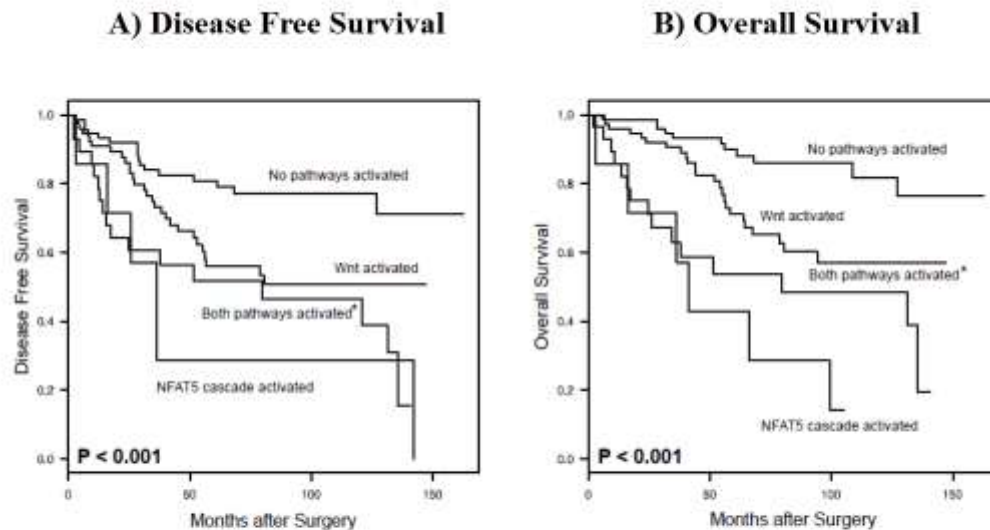 A) Disease Free Survival
B) Overall Survival
Disease Free Survival
1.0
0.8
0.6
0.4
0.2
0.0
No pathways activated
Wnt activated
Both pathways activated*
NFAT5 cascade activated
P < 0.001
0
50
100
150
Months after Surgery
Overall Survival
1.0
0.8
0.6
0.4
0.2
0.0
No pathways activated
Wnt activated
Both pathways activated*
NFAT5 cascade activated
P < 0.001
0
50
100
150
Months after Surgery